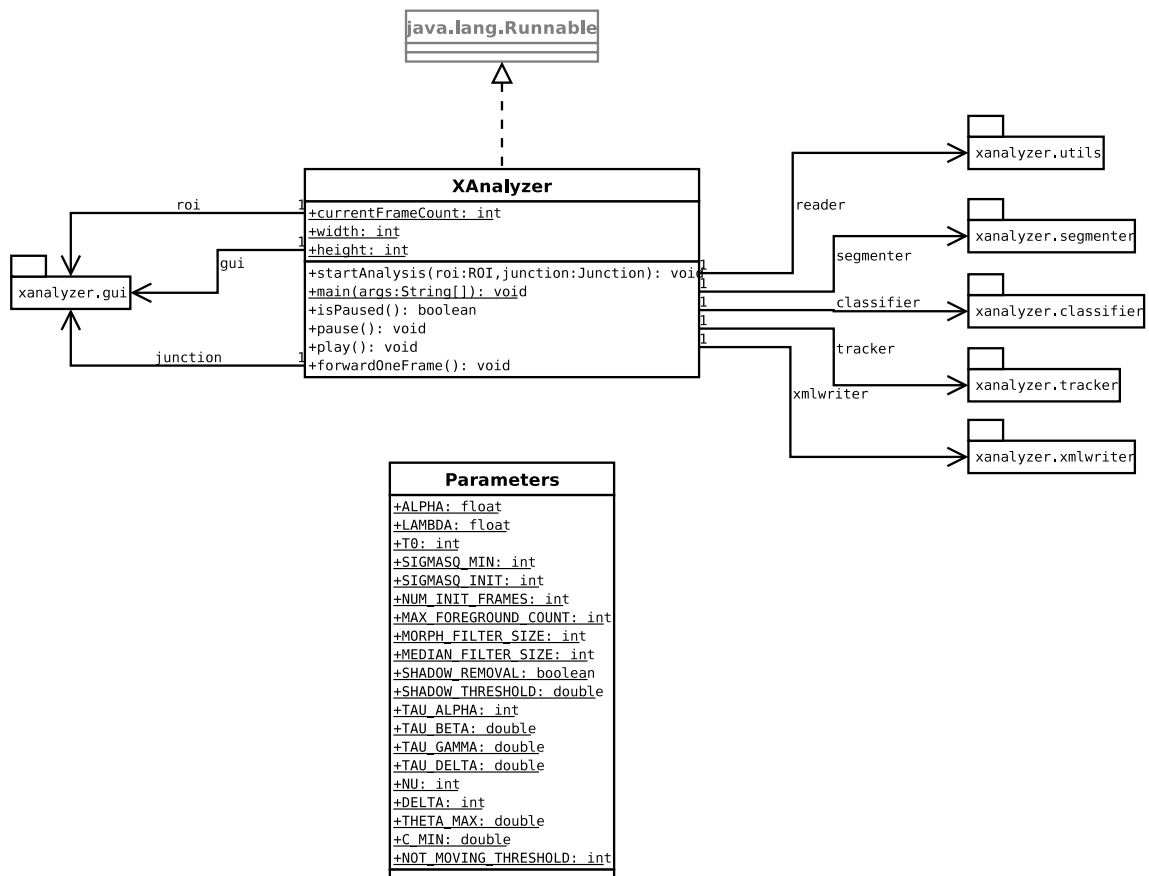 java.lang.Runnable
XAnalyzer
+currentFrameCount: int
+width: int
+height: int
+startAnalysis(roi:ROI,junction:Junction): void
+main(args:String[]): void
+isPaused(): boolean
+pause(): void
+play(): void
+forwardOneFrame(): void
roi
1
gui
1
junction
1
xanalyzer.gui
1
reader
xanalyzer.utils
1
segmenter
xanalyzer.segmenter
1
classifier
xanalyzer.classifier
1
tracker
xanalyzer.tracker
1
xmlwriter
xanalyzer.xmlwriter
Parameters
+ALPHA: float
+LAMBDA: float
+T0: int
+SIGMASQ_MIN: int
+SIGMASQ_INIT: int
+NUM_INIT_FRAMES: int
+MAX_FOREGROUND_COUNT: int
+MORPH_FILTER_SIZE: int
+MEDIAN_FILTER_SIZE: int
+SHADOW_REMOVAL: boolean
+SHADOW_THRESHOLD: double
+TAU_ALPHA: int
+TAU_BETA: double
+TAU_GAMMA: double
+TAU_DELTA: double
+NU: int
+DELTA: int
+THETA_MAX: double
+C_MIN: double
+NOT_MOVING_THRESHOLD: int